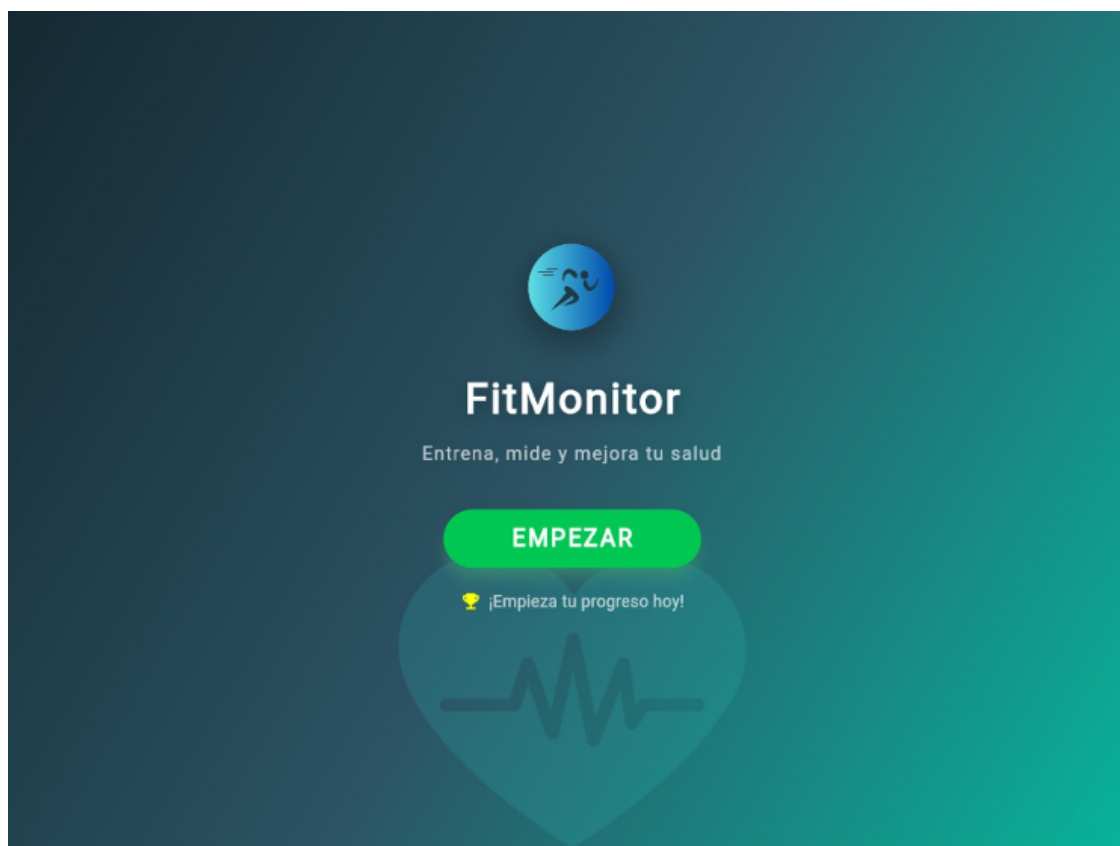 FitMonitor
Entrena, mide y mejora tu salud
EMPEZAR
¡Empieza tu progreso hoy!